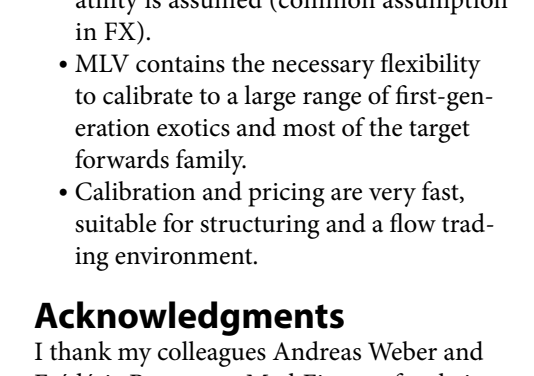 atility is assumed (common assumption
in FX).
• MLV contains the necessary flexibility
to calibrate to a large range of first-gen-
eration exotics and most of the target
forwards family.
• Calibration and pricing are very fast,
suitable for structuring and a flow trad-
ing environment.
Acknowledgments
I thank my colleagues Andreas Weber and